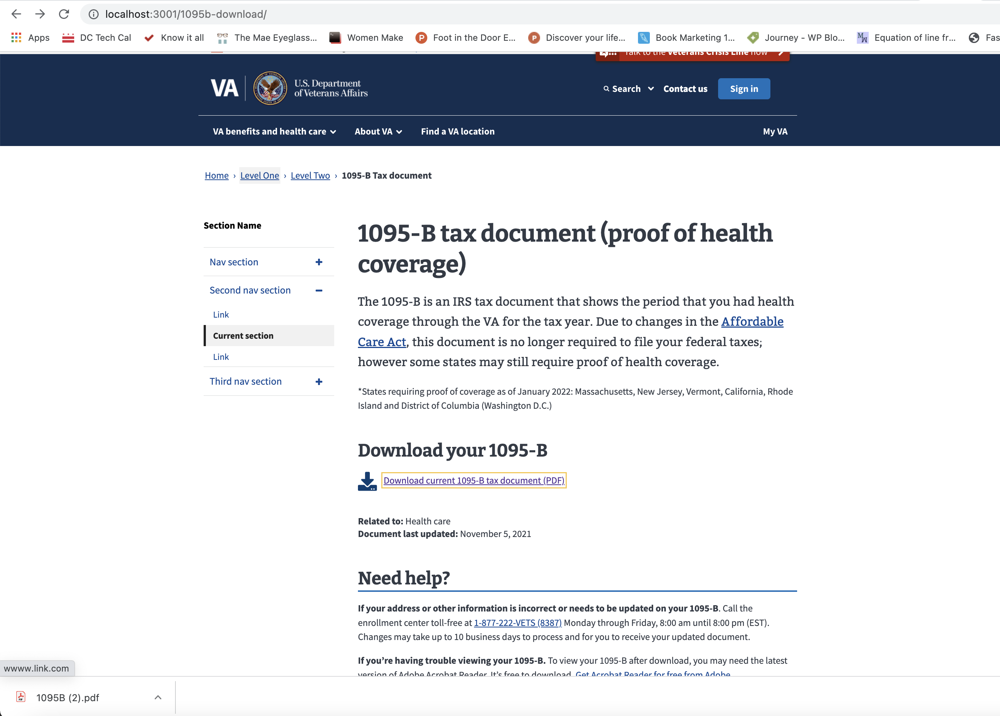 localhost:3001/1095b-download/
Apps DC Tech Cal Know it all The Mae Eyeglass... Women Make Foot in the Door E... Discover your life... Book Marketing 1... Journey - WP Blo... Equation of line fr... Fas
Talk to the Veterans Crisis Line now
VA U.S. Department
of Veterans Affairs
Search Contact us Sign in
VA benefits and health care About VA Find a VA location My VA
Home › Level One › Level Two › 1095-B Tax document
Section Name
Nav section
Second nav section
Link
Current section
Link
Third nav section
1095-B tax document (proof of health
coverage)
The 1095-B is an IRS tax document that shows the period that you had health
coverage through the VA for the tax year. Due to changes in the Affordable
Care Act, this document is no longer required to file your federal taxes;
however some states may still require proof of health coverage.
*States requiring proof of coverage as of January 2022: Massachusetts, New Jersey, Vermont, California, Rhode
Island and District of Columbia (Washington D.C.)
Download your 1095-B
Download current 1095-B tax document (PDF)
Related to: Health care
Document last updated: November 5, 2021
Need help?
If your address or other information is incorrect or needs to be updated on your 1095-B. Call the
enrollment center toll-free at 1-877-222-VETS (8387) Monday through Friday, 8:00 am until 8:00 pm (EST).
Changes may take up to 10 business days to process and for you to receive your updated document.
If you’re having trouble viewing your 1095-B. To view your 1095-B after download, you may need the latest
version of Adobe Acrobat Reader. It’s free to download. Get Acrobat Reader for free from Adobe
wwww.link.com
1095B (2).pdf